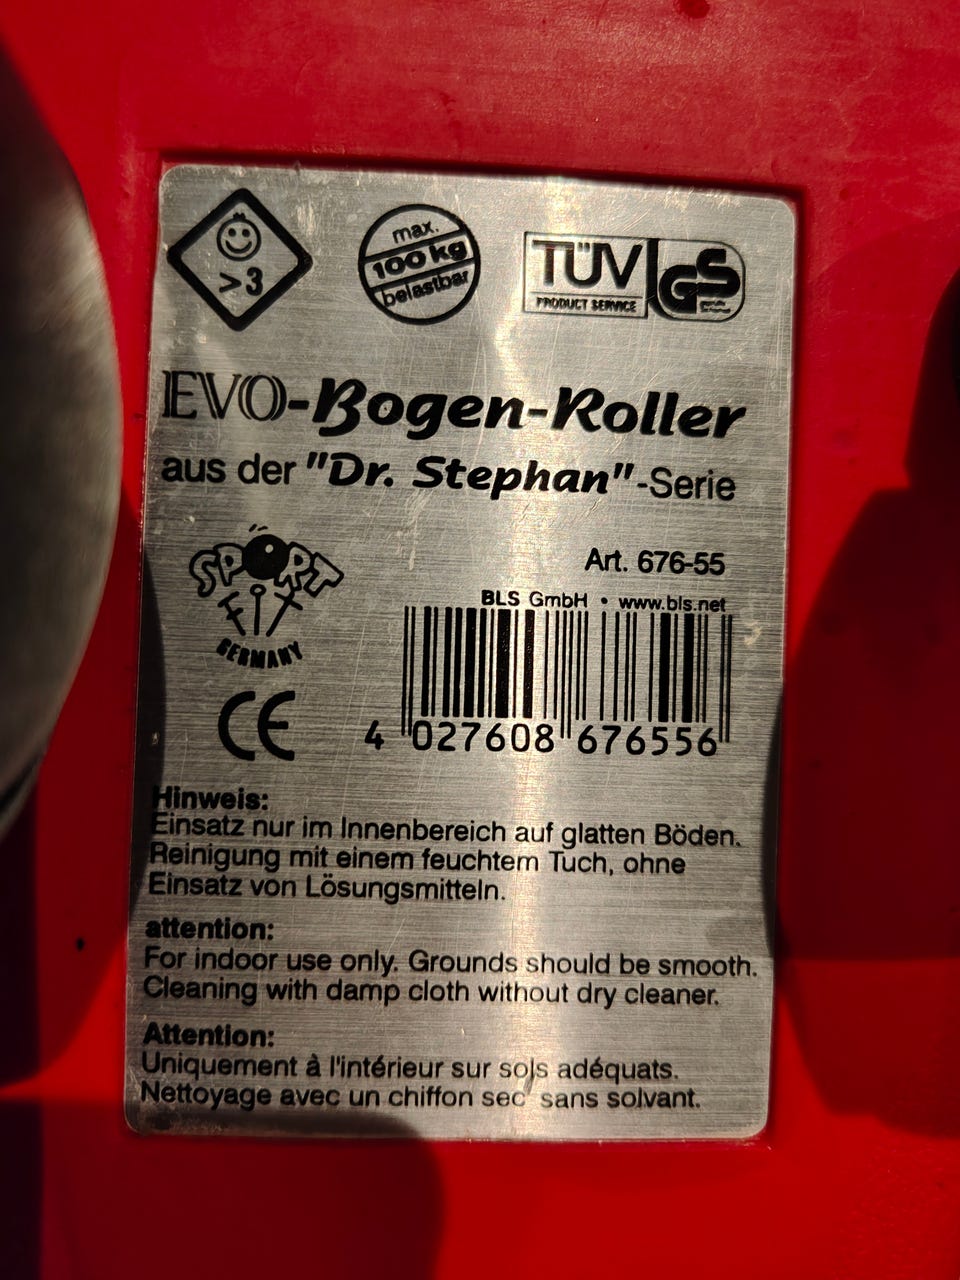 >3
max.
100 kg
belastbar
TÜV
PRODUCT SERVICE
GS
EVO-Bogen-Roller
aus der "Dr. Stephan"-Serie
SPORT
FIT
GERMANY
Art. 676-55
BLS GmbH • www.bls.net
CE
4 027608 676556
Hinweis:
Einsatz nur im Innenbereich auf glatten Böden.
Reinigung mit einem feuchtem Tuch, ohne
Einsatz von Lösungsmitteln.
attention:
For indoor use only. Grounds should be smooth.
Cleaning with damp cloth without dry cleaner.
Attention:
Uniquement à l'intérieur sur sols adéquats.
Nettoyage avec un chiffon sec sans solvant.